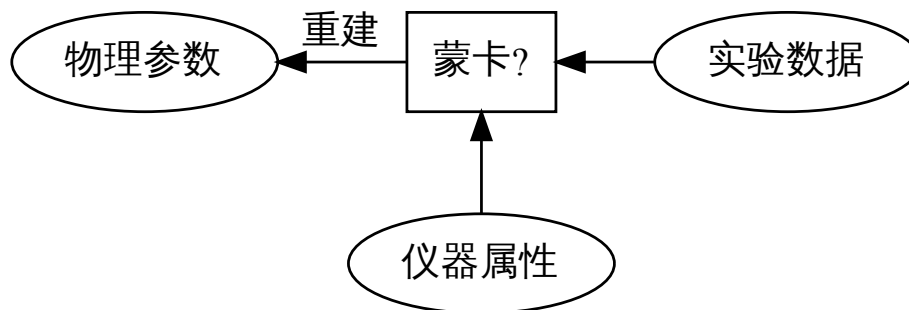 重建
物理参数
蒙卡?
实验数据
仪器属性